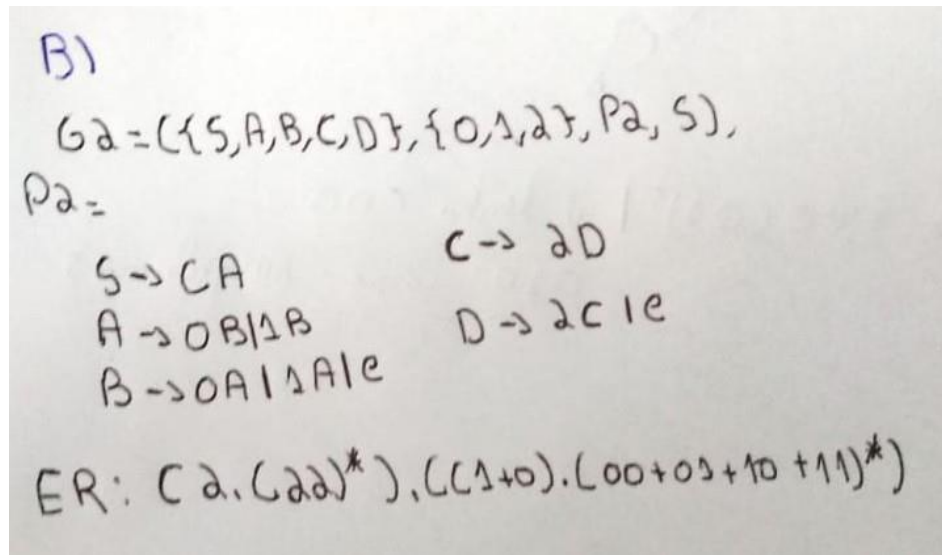 B)
G2=({S,A,B,C,D},{0,1,2},P2,S),
P2=
S->CA
A->0B|1B
B->0A|1A|e
C->2D
D->2C|e
ER: (2.(22)*).((1+0).(00+01+10+11)*)